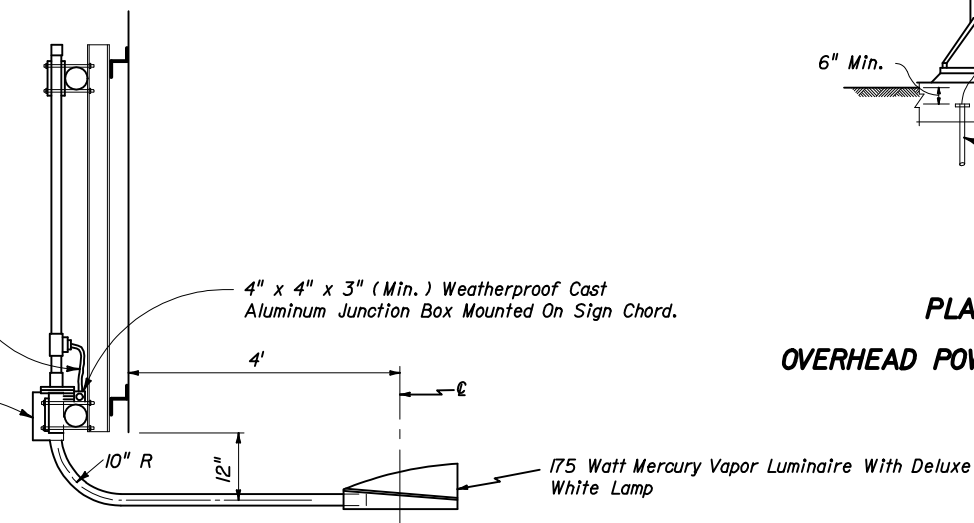 6" Min.
4" x 4" x 3" (Min.) Weatherproof Cast
Aluminum Junction Box Mounted On Sign Chord.
PLA
OVERHEAD POW
4'
℄
10" R
12"
175 Watt Mercury Vapor Luminaire With Deluxe
White Lamp